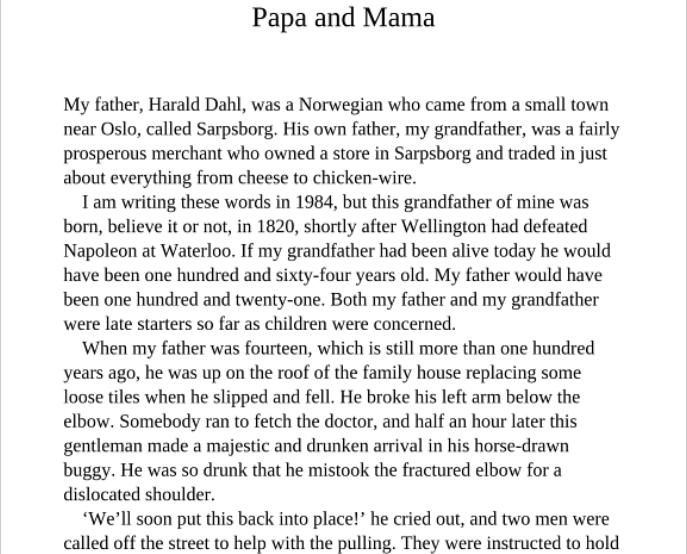 Papa and Mama
My father, Harald Dahl, was a Norwegian who came from a small town
near Oslo, called Sarpsborg. His own father, my grandfather, was a fairly
prosperous merchant who owned a store in Sarpsborg and traded in just
about everything from cheese to chicken-wire.
I am writing these words in 1984, but this grandfather of mine was
born, believe it or not, in 1820, shortly after Wellington had defeated
Napoleon at Waterloo. If my grandfather had been alive today he would
have been one hundred and sixty-four years old. My father would have
been one hundred and twenty-one. Both my father and my grandfather
were late starters so far as children were concerned.
When my father was fourteen, which is still more than one hundred
years ago, he was up on the roof of the family house replacing some
loose tiles when he slipped and fell. He broke his left arm below the
elbow. Somebody ran to fetch the doctor, and half an hour later this
gentleman made a majestic and drunken arrival in his horse-drawn
buggy. He was so drunk that he mistook the fractured elbow for a
dislocated shoulder.
‘We’ll soon put this back into place!’ he cried out, and two men were
called off the street to help with the pulling. They were instructed to hold